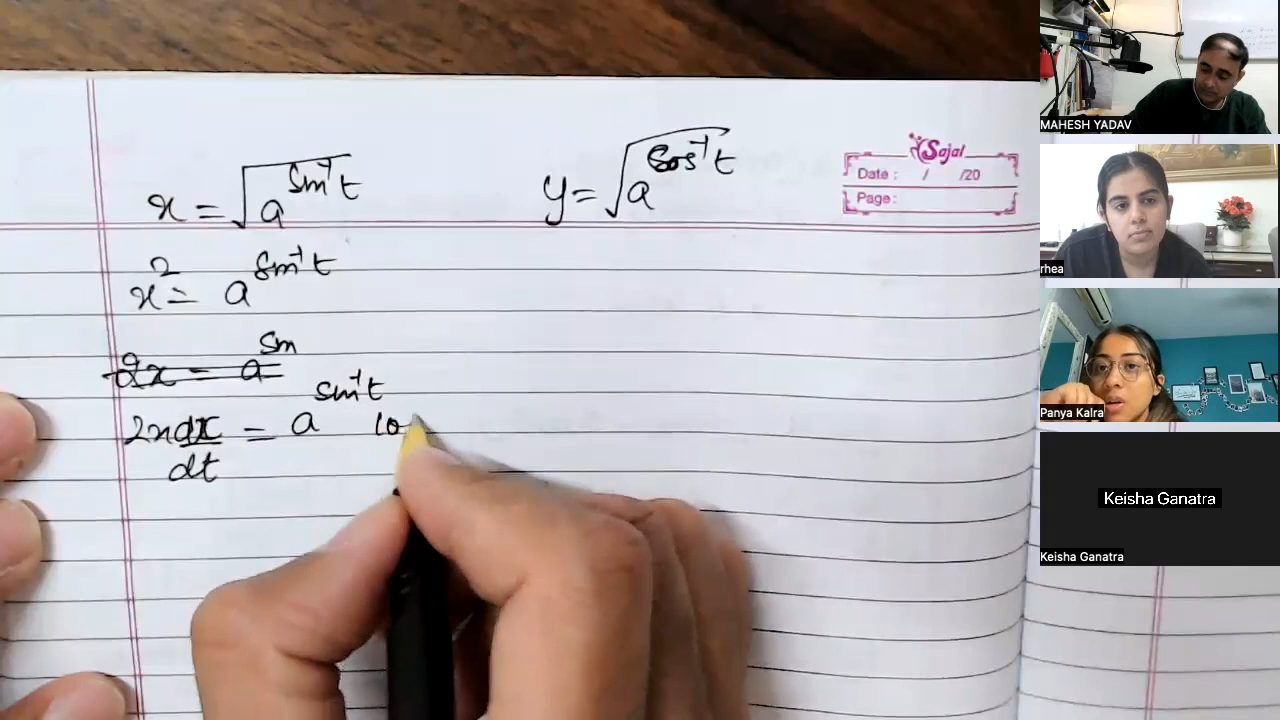 x = √a^sin⁻¹t
y = √a^cos⁻¹t
Sajal
Date : / /20
Page :
x² = a^sin⁻¹t
2x = a^sin
2x dx/dt = a^sin⁻¹t lo
MAHESH YADAV
rhea
Panya Kalra
Keisha Ganatra
Keisha Ganatra